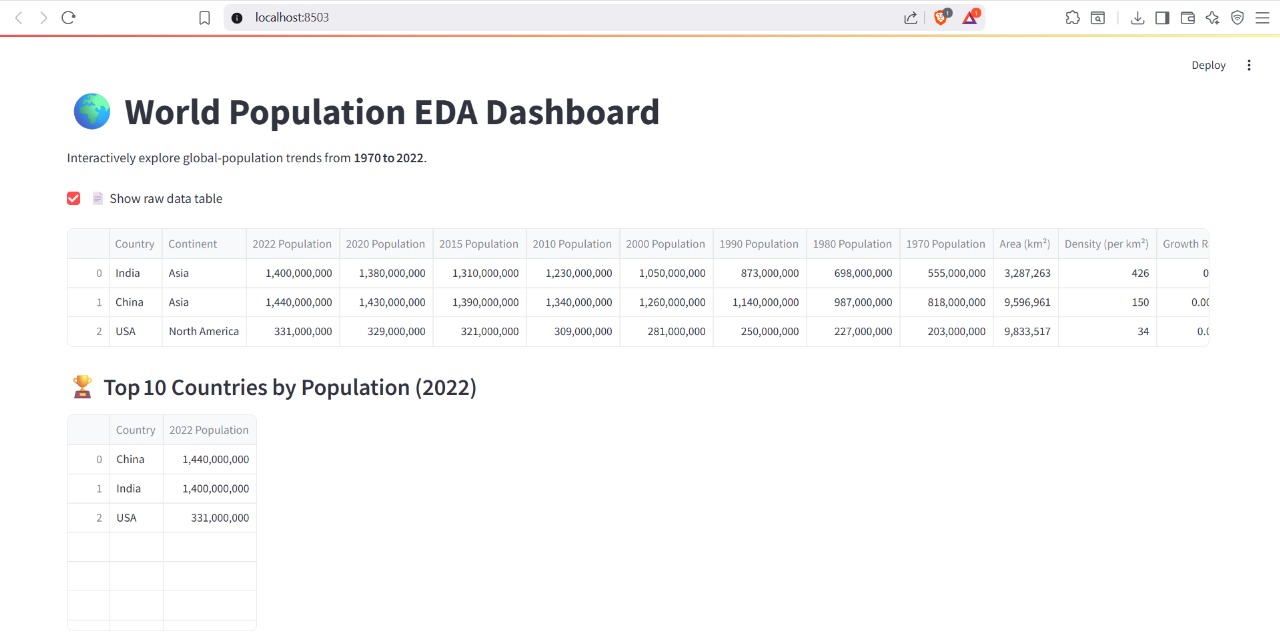 localhost:8503
1
1
Deploy
World Population EDA Dashboard
Interactively explore global-population trends from 1970 to 2022.
Show raw data table
Country Continent 2022 Population 2020 Population 2015 Population 2010 Population 2000 Population 1990 Population 1980 Population 1970 Population Area (km²) Density (per km²) Growth R
0 India Asia 1,400,000,000 1,380,000,000 1,310,000,000 1,230,000,000 1,050,000,000 873,000,000 698,000,000 555,000,000 3,287,263 426 0
1 China Asia 1,440,000,000 1,430,000,000 1,390,000,000 1,340,000,000 1,260,000,000 1,140,000,000 987,000,000 818,000,000 9,596,961 150 0.00
2 USA North America 331,000,000 329,000,000 321,000,000 309,000,000 281,000,000 250,000,000 227,000,000 203,000,000 9,833,517 34 0.0
Top 10 Countries by Population (2022)
Country 2022 Population
0 China 1,440,000,000
1 India 1,400,000,000
2 USA 331,000,000